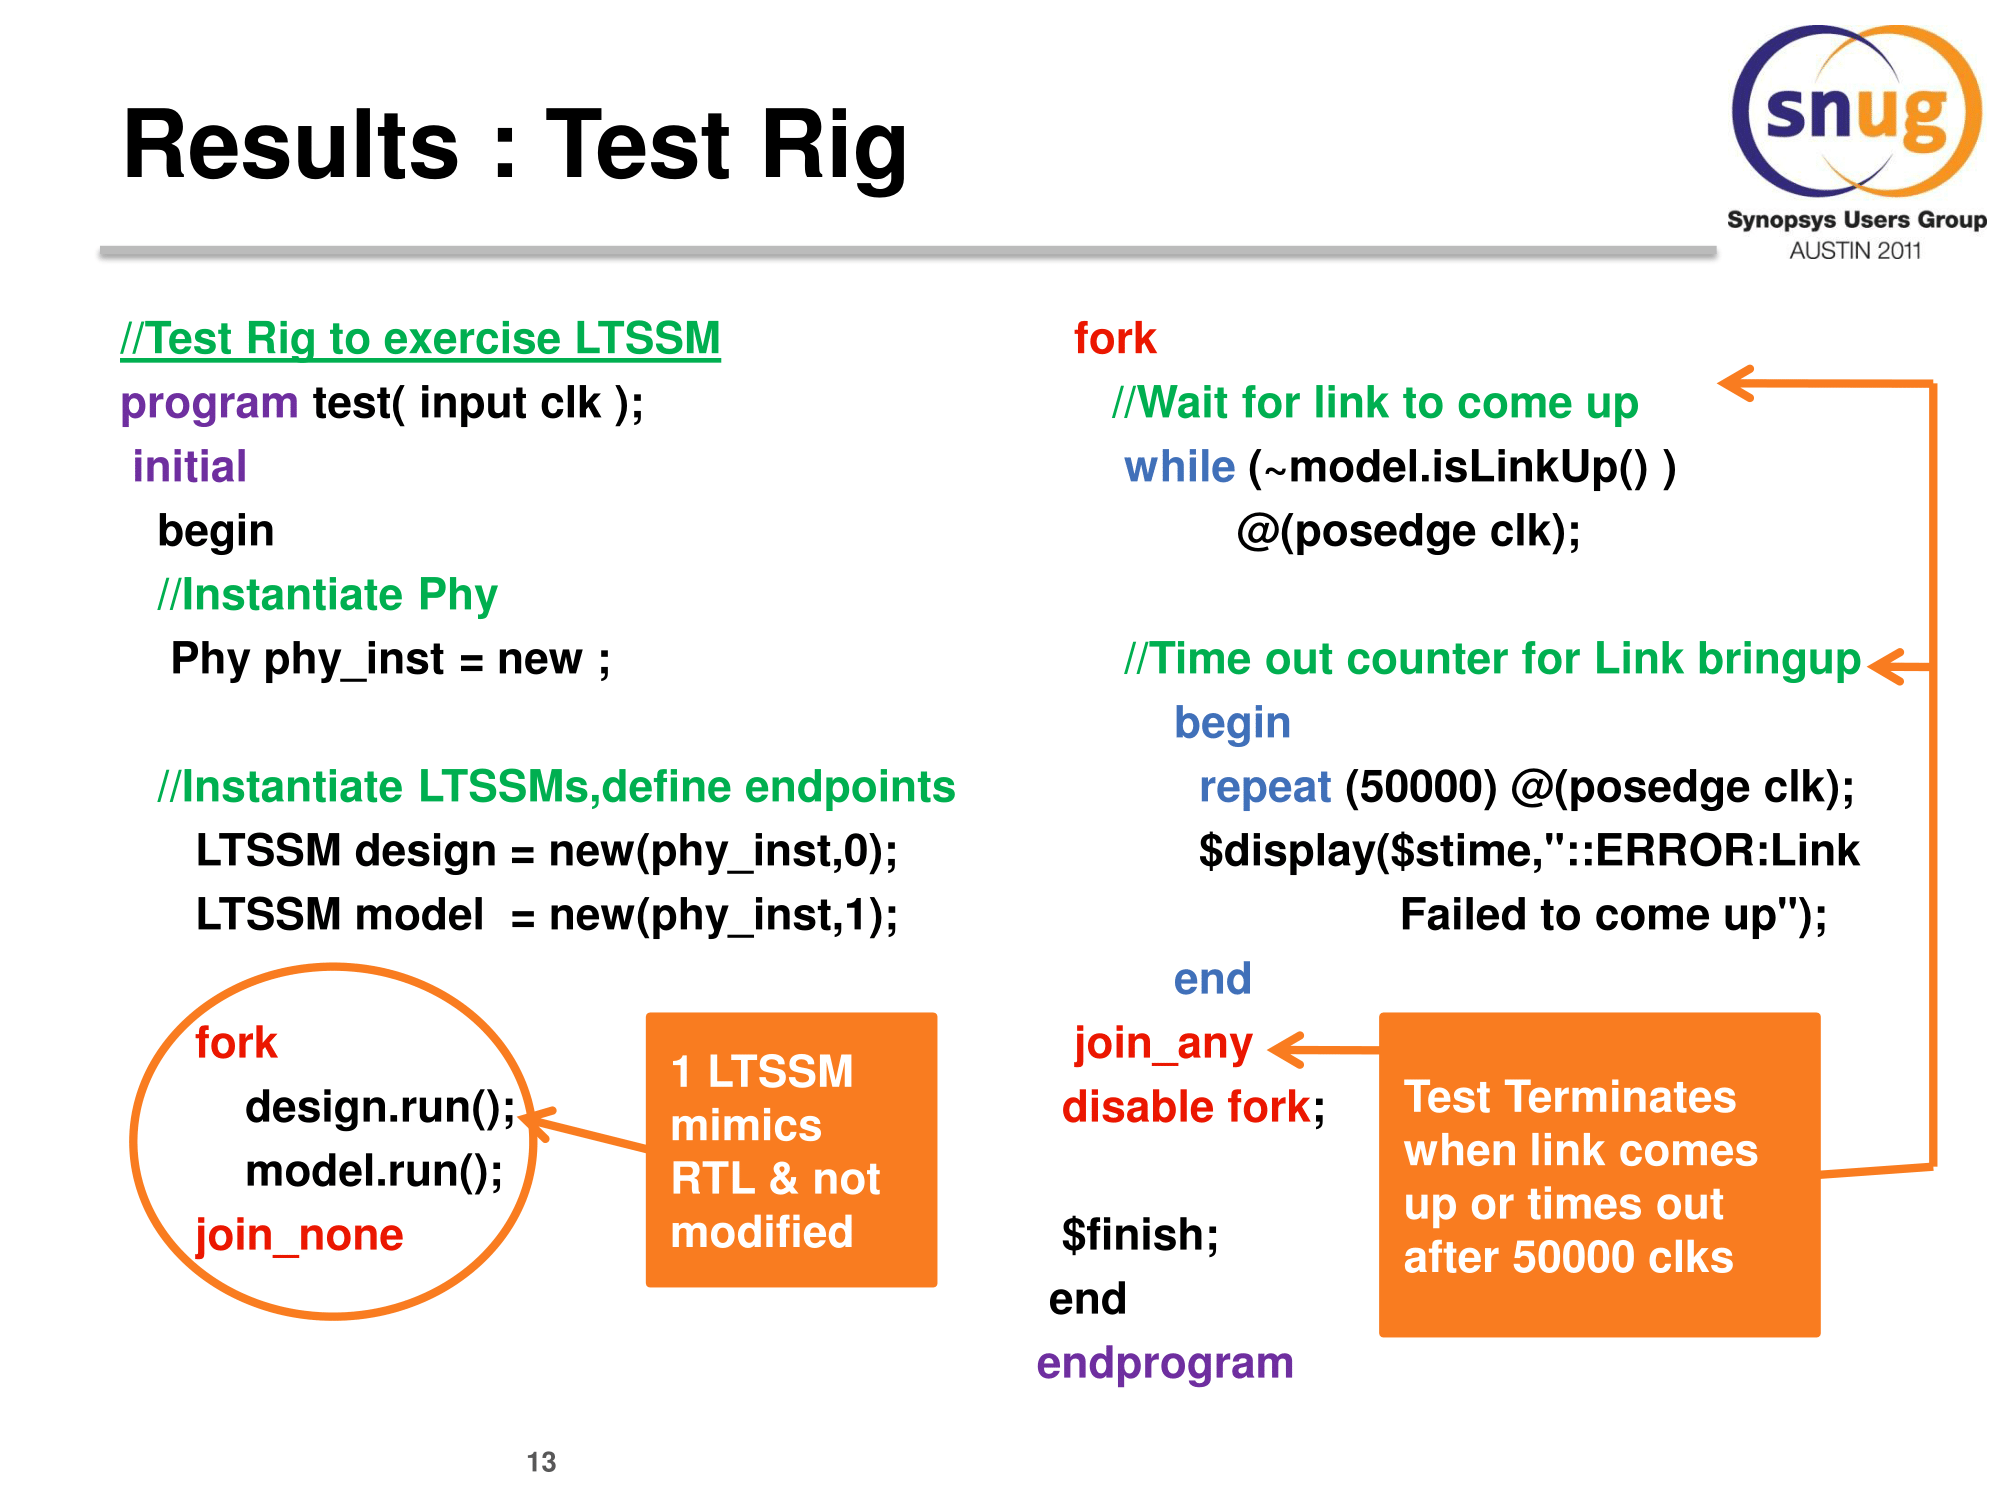 Results : Test Rig
snug
Synopsys Users Group
AUSTIN 2011
//Test Rig to exercise LTSSM
program test( input clk );
initial
begin
//Instantiate Phy
Phy phy_inst = new ;
//Instantiate LTSSMs,define endpoints
LTSSM design = new(phy_inst,0);
LTSSM model  = new(phy_inst,1);
fork
design.run();
model.run();
join_none
1 LTSSM
mimics
RTL & not
modified
fork
//Wait for link to come up
while (~model.isLinkUp() )
@(posedge clk);
//Time out counter for Link bringup
begin
repeat (50000) @(posedge clk);
$display($stime,"::ERROR:Link
Failed to come up");
end
join_any
disable fork;
$finish;
end
endprogram
Test Terminates
when link comes
up or times out
after 50000 clks
13